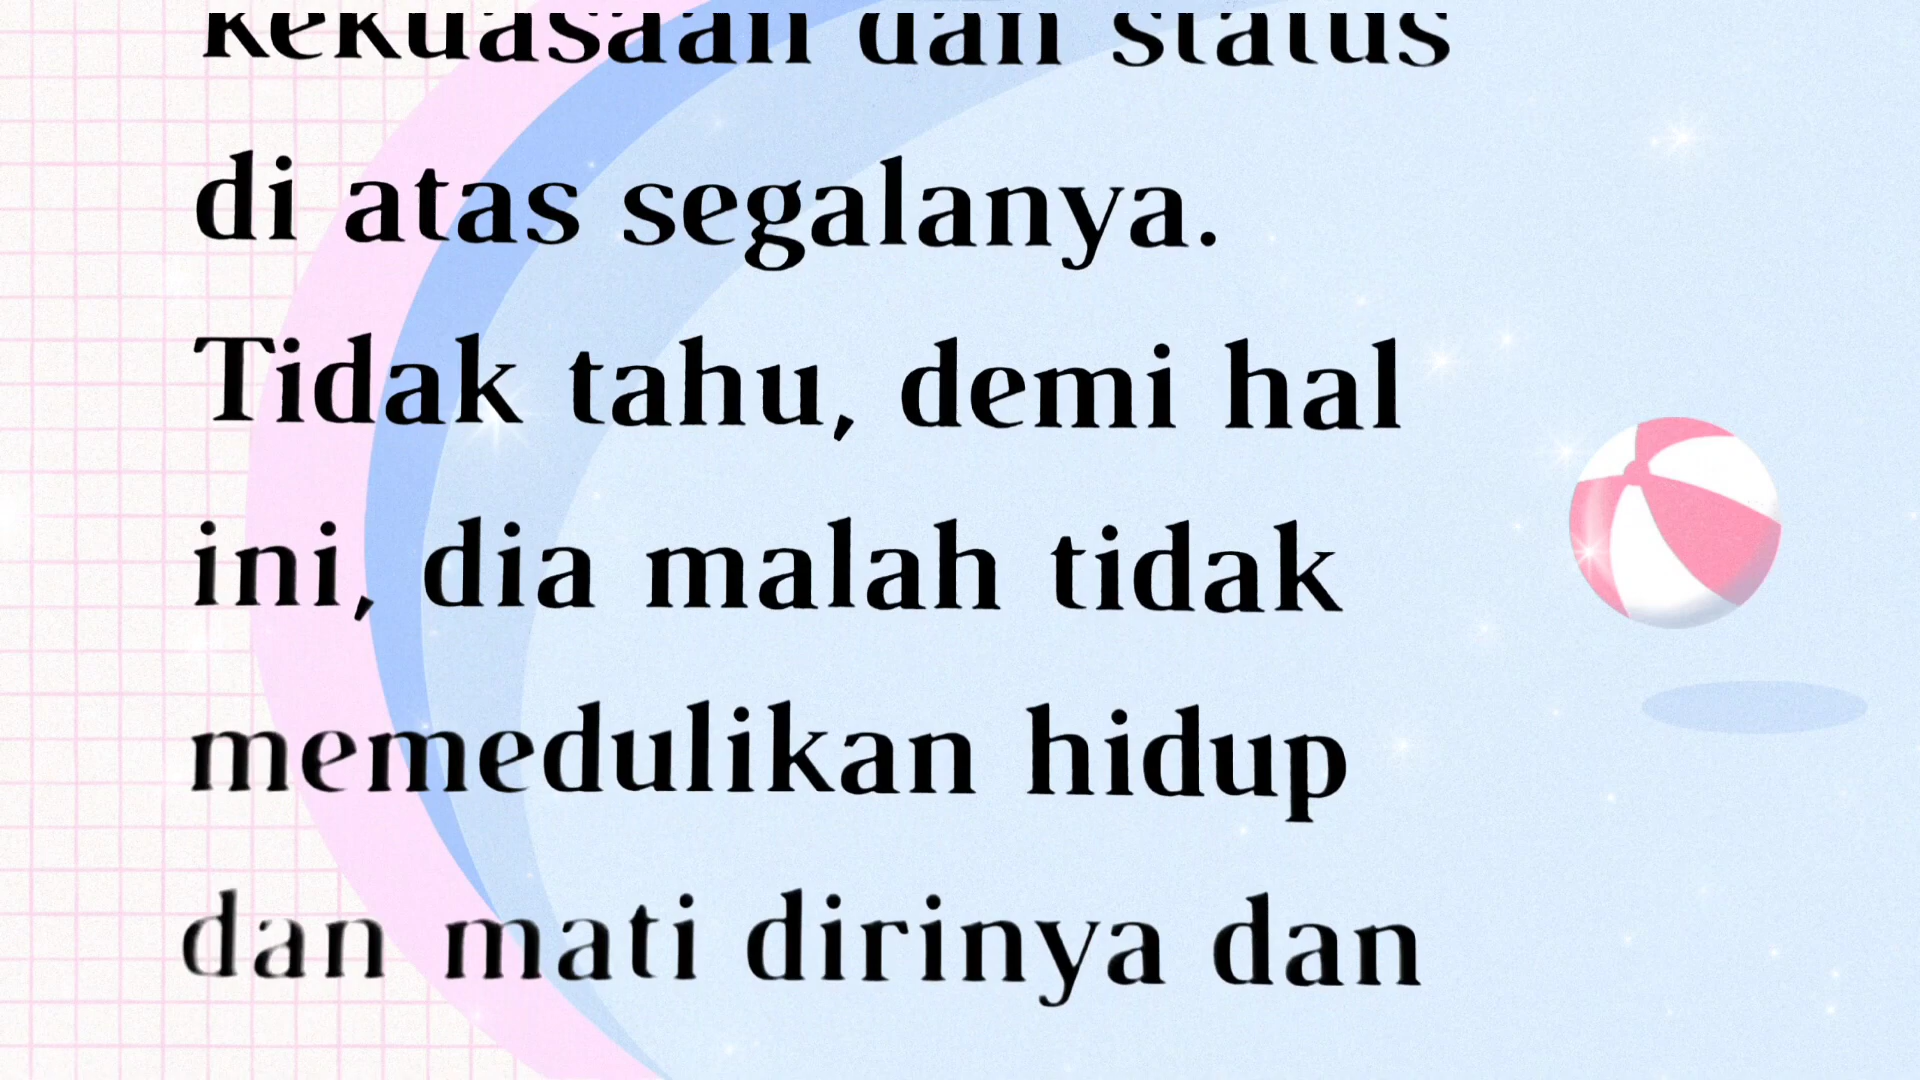 kekuasaan dan status
di atas segalanya.
Tidak tahu, demi hal
ini, dia malah tidak
memedulikan hidup
dan mati dirinya dan